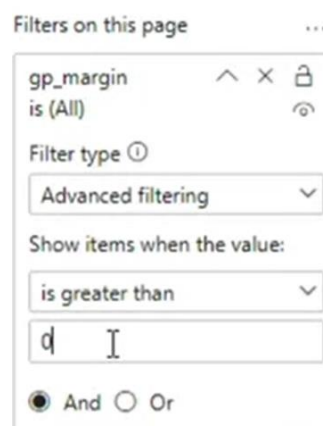 Filters on this page
gp_margin
is (All)
Filter type
Advanced filtering
Show items when the value:
is greater than
0
And Or